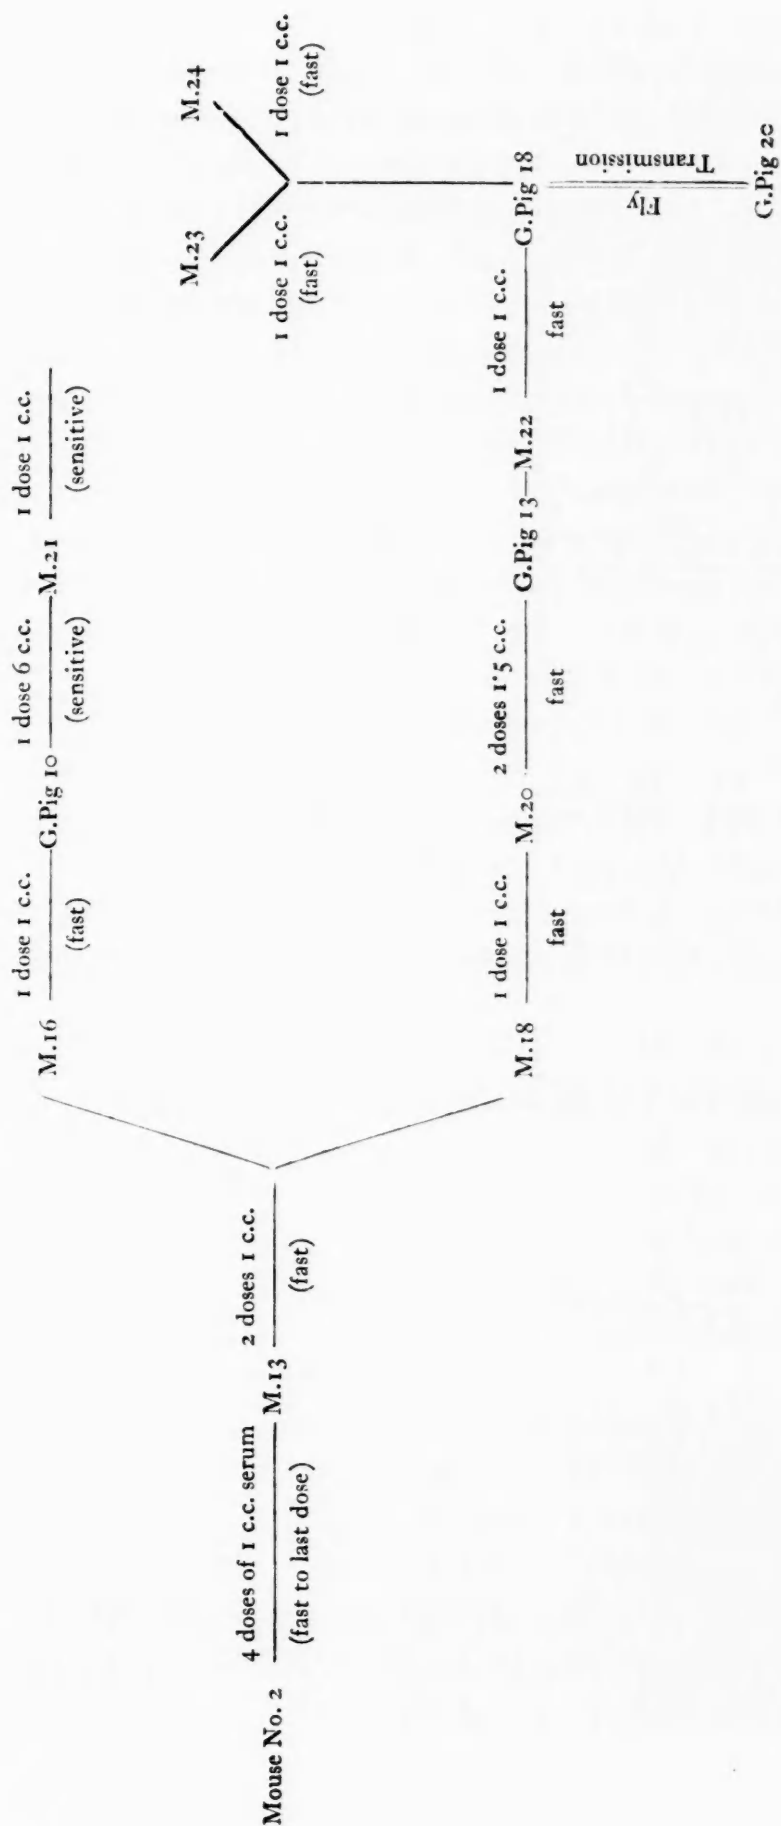 Mouse No. 2
4 doses of 1 c.c. serum
(fast to last dose)
M.13
2 doses 1 c.c.
(fast)
M.16
1 dose 1 c.c.
(fast)
G.Pig 10
1 dose 6 c.c.
(sensitive)
M.21
1 dose 1 c.c.
(sensitive)
M.18
1 dose 1 c.c.
fast
M.20
2 doses 1·5 c.c.
fast
G.Pig 13—M.22
1 dose 1 c.c.
fast
G.Pig 18
M.23
1 dose 1 c.c.
(fast)
M.24
1 dose 1 c.c.
(fast)
Fly
Transmission
G.Pig 20